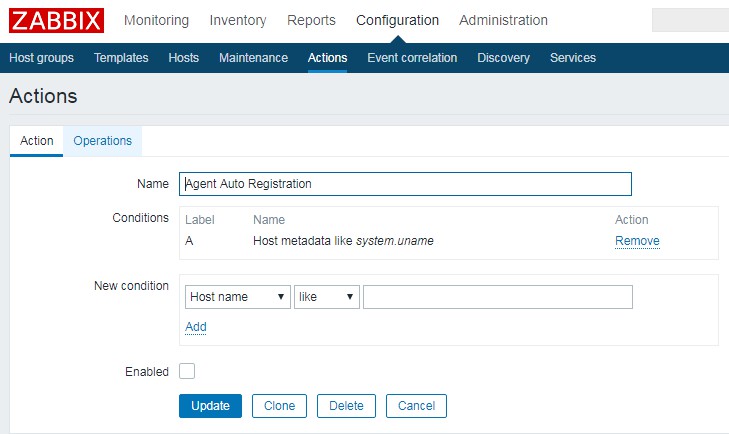 ZABBIX Monitoring Inventory Reports Configuration Administration
Host groups Templates Hosts Maintenance Actions Event correlation Discovery Services
Actions
Action Operations
Name Agent Auto Registration
Conditions Label Name Action
A Host metadata like system.uname Remove
New condition
Host name like
Add
Enabled
Update Clone Delete Cancel